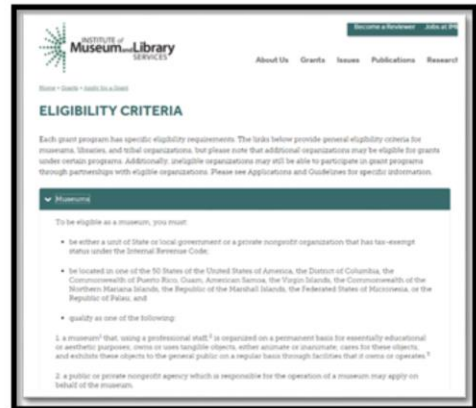 Become a Reviewer Jobs at IM
INSTITUTE of
Museum and Library
SERVICES
About Us Grants Issues Publications Research
Home > Grants > Apply for a Grant
ELIGIBILITY CRITERIA
Each grant program has specific eligibility requirements. The links below provide general eligibility criteria for
museums, libraries, and tribal organizations, but please note that additional organizations may be eligible for grants
under certain programs. Additionally, ineligible organizations may still be able to participate in grant programs
through partnerships with eligible organizations. Please see Applications and Guidelines for specific information.
Museums
To be eligible as a museum, you must:
• be either a unit of State or local government or a private nonprofit organization that has tax-exempt
status under the Internal Revenue Code;
• be located in one of the 50 States of the United States of America, the District of Columbia, the
Commonwealth of Puerto Rico, Guam, American Samoa, the Virgin Islands, the Commonwealth of the
Northern Mariana Islands, the Republic of the Marshall Islands, the Federated States of Micronesia, or the
Republic of Palau; and
• qualify as one of the following:
1. a museum¹ that, using a professional staff,² is organized on a permanent basis for essentially educational
or aesthetic purposes, owns or uses tangible objects, either animate or inanimate; cares for these objects,
and exhibits these objects to the general public on a regular basis through facilities that it owns or operates.³
2. a public or private nonprofit agency which is responsible for the operation of a museum may apply on
behalf of the museum.